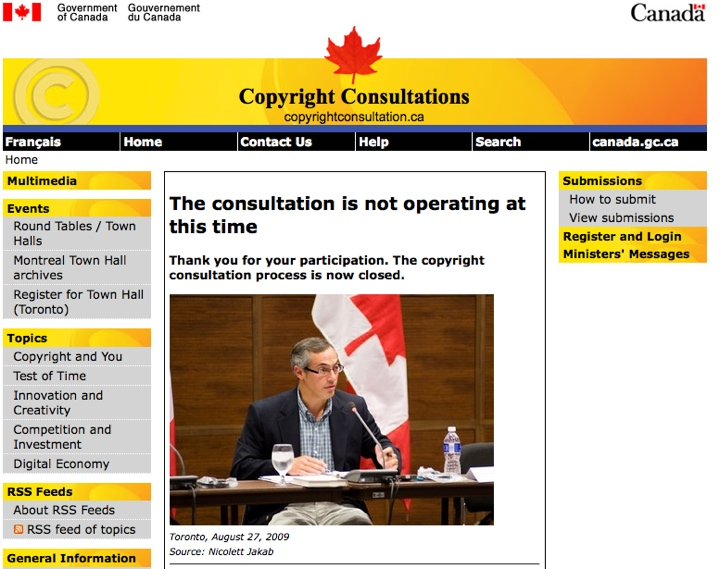 Government
of Canada
Gouvernement
du Canada
Canada
©
Copyright Consultations
copyrightconsultation.ca
Français
Home
Contact Us
Help
Search
canada.gc.ca
Home
Multimedia
Events
Round Tables / Town
Halls
Montreal Town Hall
archives
Register for Town Hall
(Toronto)
Topics
Copyright and You
Test of Time
Innovation and
Creativity
Competition and
Investment
Digital Economy
RSS Feeds
About RSS Feeds
RSS feed of topics
General Information
The consultation is not operating at
this time
Thank you for your participation. The copyright
consultation process is now closed.
Toronto, August 27, 2009
Source: Nicolett Jakab
Submissions
How to submit
View submissions
Register and Login
Ministers' Messages